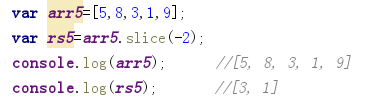 var arr5=[5,8,3,1,9];
var rs5=arr5.slice(-2);
console.log(arr5); //[5, 8, 3, 1, 9]
console.log(rs5); //[3, 1]